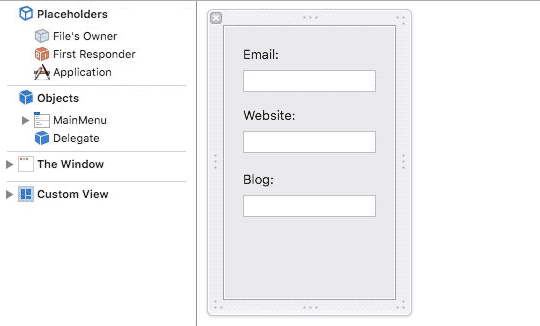 Placeholders
File's Owner
First Responder
Application
Objects
MainMenu
Delegate
The Window
Custom View
Email:
Website:
Blog: